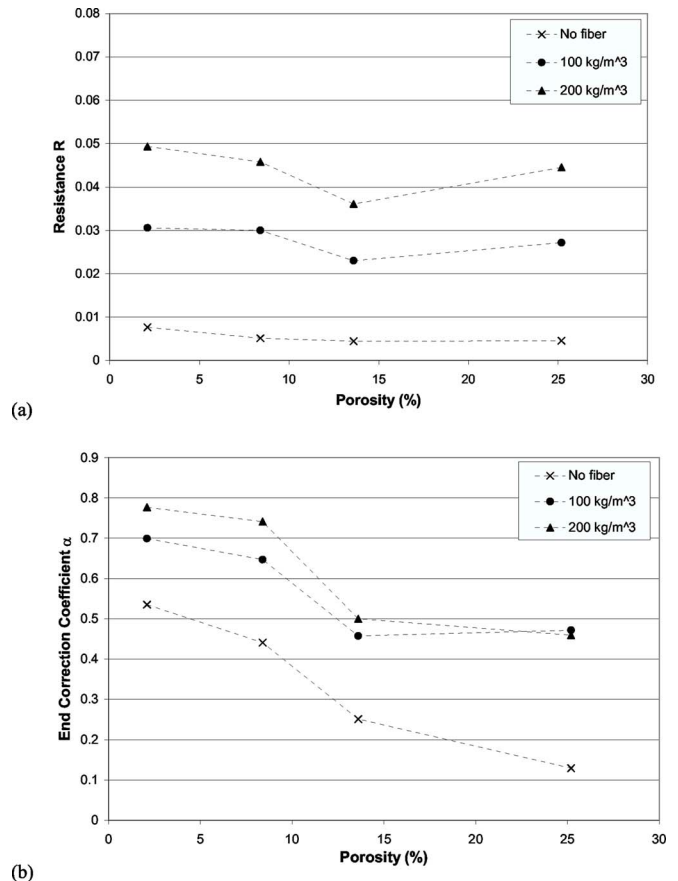 0.08
0.07
0.06
0.05
0.04
0.03
0.02
0.01
0
Resistance R
No fiber
100 kg/m^3
200 kg/m^3
0 5 10 15 20 25 30
Porosity (%)
(a)
0.9
0.8
0.7
0.6
0.5
0.4
0.3
0.2
0.1
0
End Correction Coefficient α
No fiber
100 kg/m^3
200 kg/m^3
0 5 10 15 20 25 30
Porosity (%)
(b)